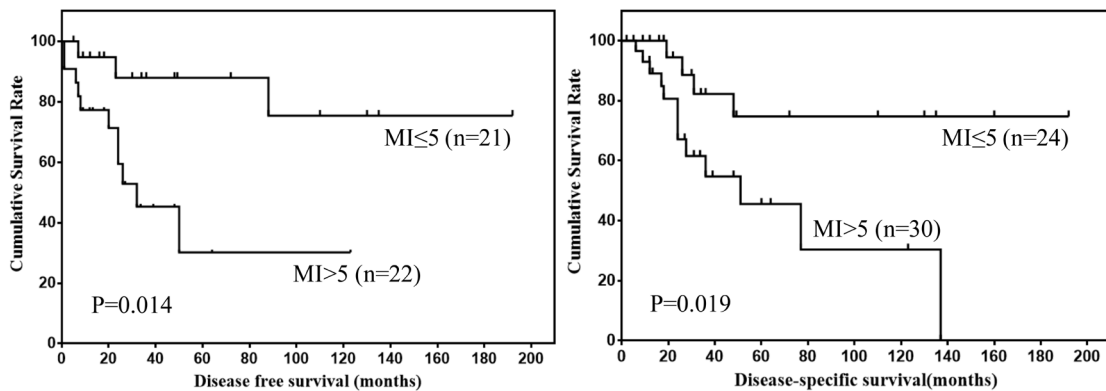 Cumulative Survival Rate
100
80
60
40
20
0
MI≤5 (n=21)
MI>5 (n=22)
P=0.014
0 20 40 60 80 100 120 140 160 180 200
Disease free survival (months)
Cumulative Survival Rate
100
80
60
40
20
0
MI≤5 (n=24)
MI>5 (n=30)
P=0.019
0 20 40 60 80 100 120 140 160 180 200
Disease-specific survival(months)